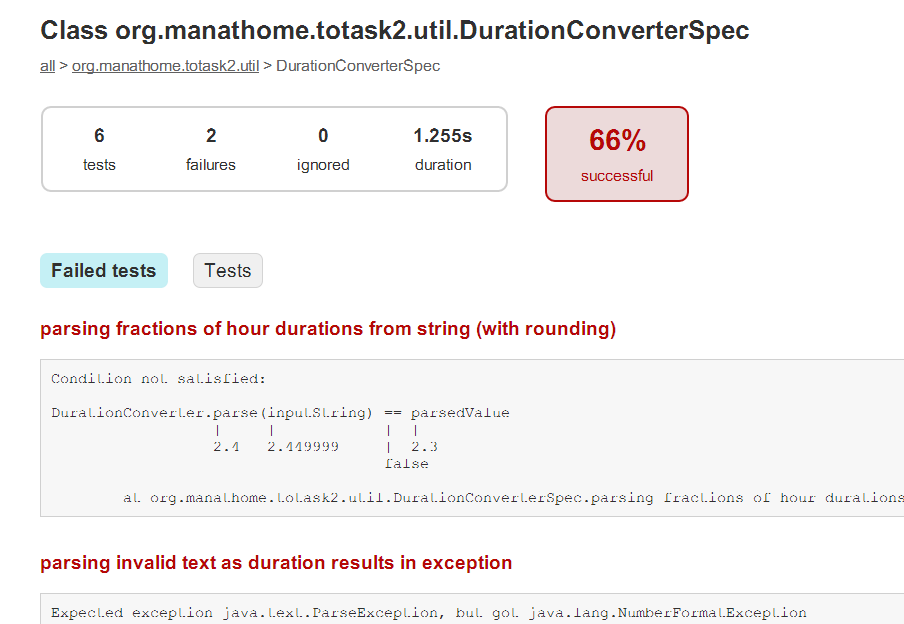 Class org.manathome.totask2.util.DurationConverterSpec
all > org.manathome.totask2.util > DurationConverterSpec
6 2 0 1.255s
tests failures ignored duration
66%
successful
Failed tests Tests
parsing fractions of hour durations from string (with rounding)
Condition not satisfied:
DurationConverter.parse(inputString) == parsedValue
| | | |
2.4 2.449999 | 2.3
false
at org.manathome.totask2.util.DurationConverterSpec.parsing fractions of hour durations
parsing invalid text as duration results in exception
Expected exception java.text.ParseException, but got java.lang.NumberFormatException